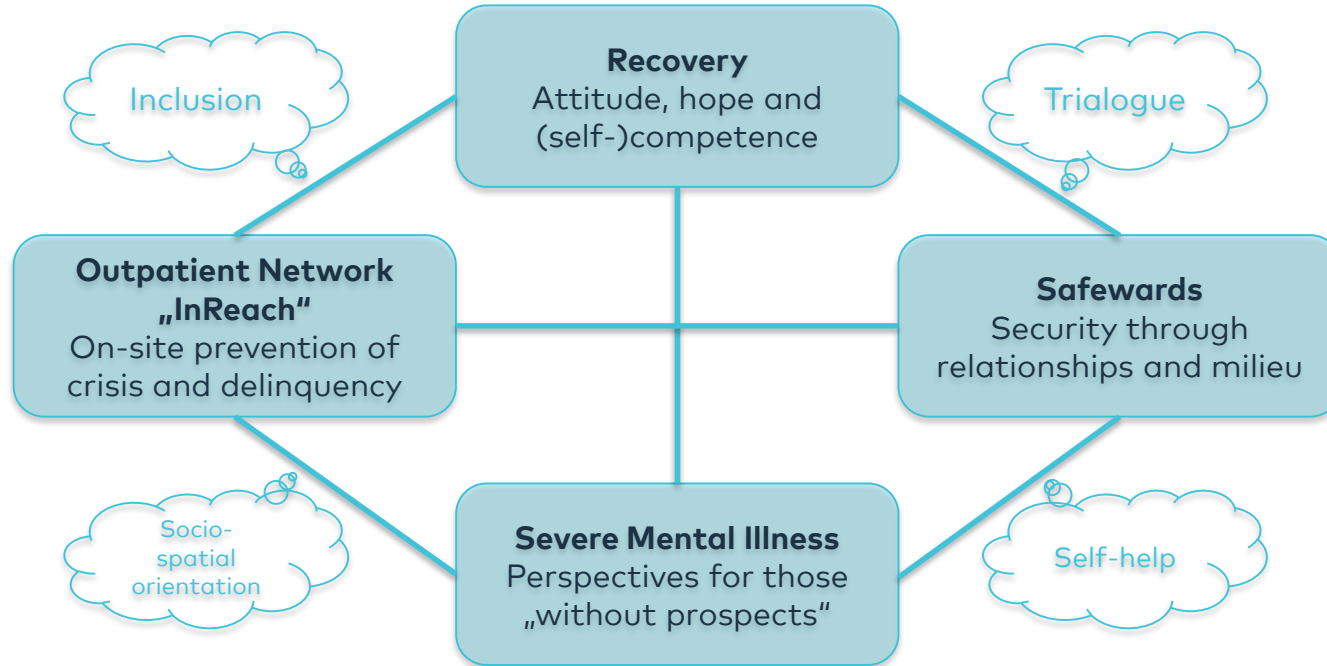 Recovery
Attitude, hope and
(self-)competence
Inclusion
Trialogue
Outpatient Network
„InReach“
On-site prevention of
crisis and delinquency
Safewards
Security through
relationships and milieu
Socio-
spatial
orientation
Severe Mental Illness
Perspectives for those
„without prospects“
Self-help